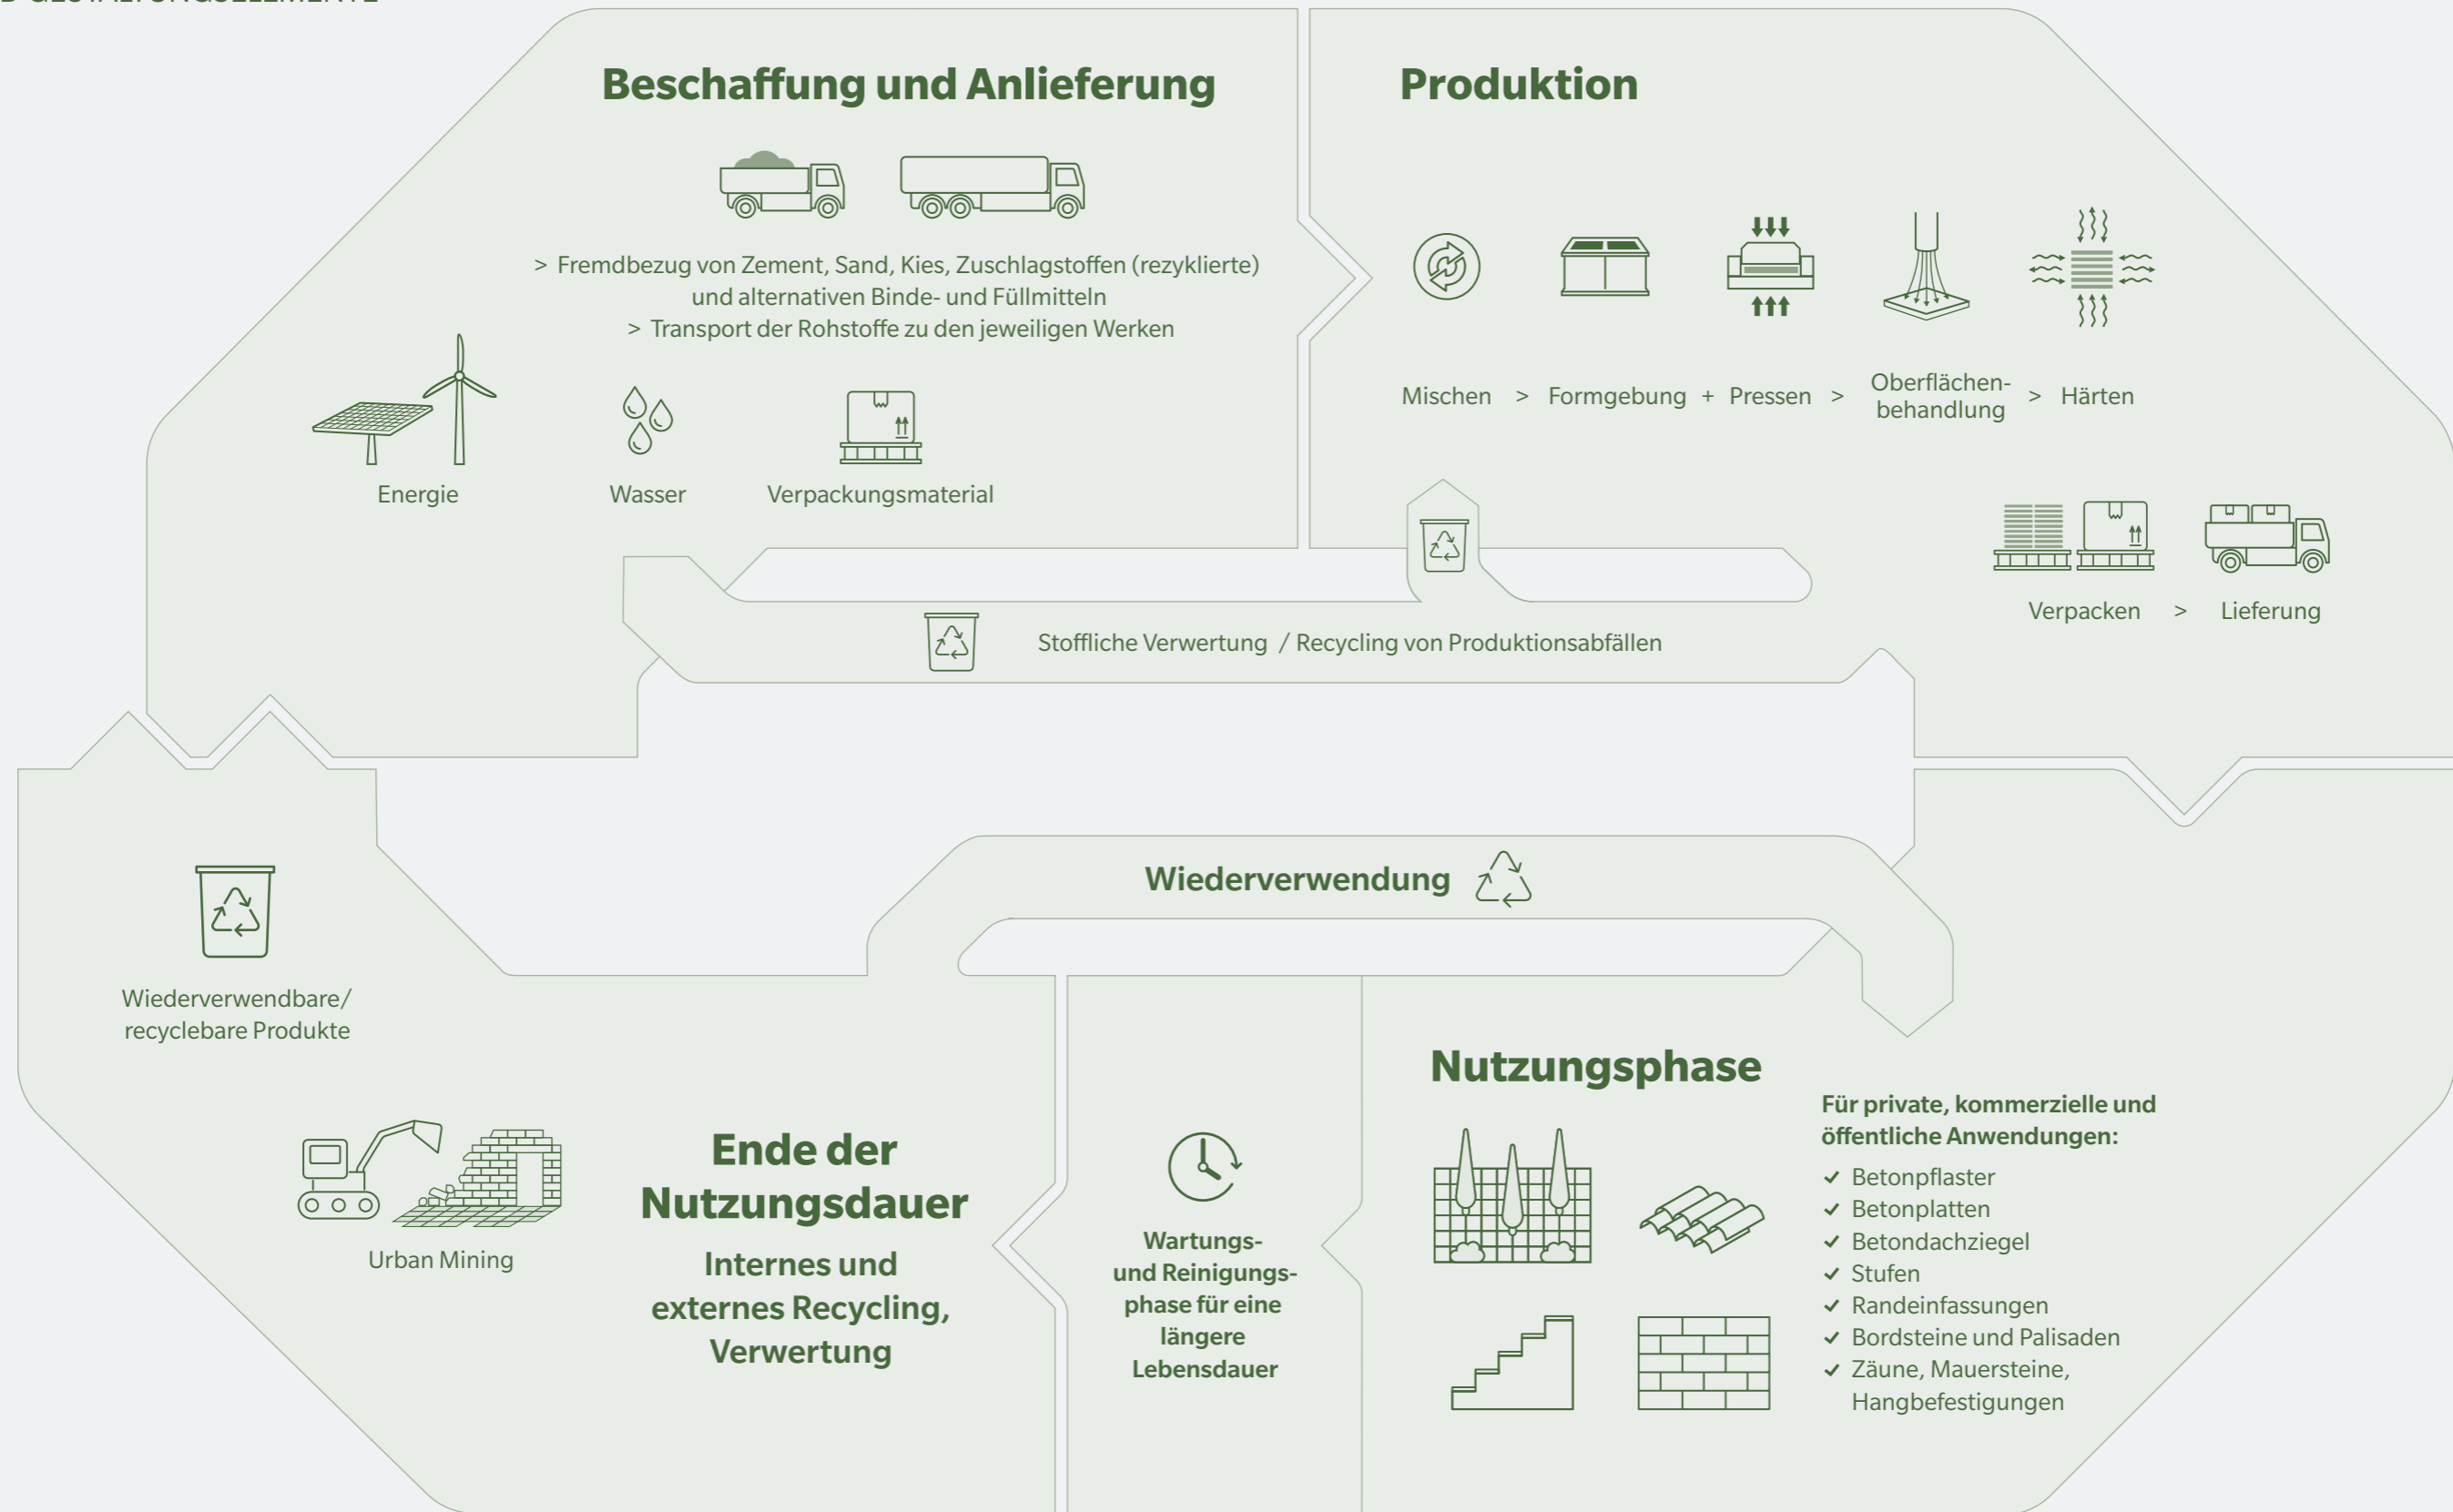 GESTALTUNGSELEMENTE
Beschaffung und Anlieferung
> Fremdbezug von Zement, Sand, Kies, Zuschlagstoffen (rezyklierte)
und alternativen Binde- und Füllmitteln
> Transport der Rohstoffe zu den jeweiligen Werken
Energie
Wasser
Verpackungsmaterial
Produktion
Mischen > Formgebung + Pressen > Oberflächen- > Härten
behandlung
Verpacken > Lieferung
Stoffliche Verwertung / Recycling von Produktionsabfällen
Wiederverwendung
Nutzungsphase
Für private, kommerzielle und
öffentliche Anwendungen:
✓ Betonpflaster
✓ Betonplatten
✓ Betondachziegel
✓ Stufen
✓ Randeinfassungen
✓ Bordsteine und Palisaden
✓ Zäune, Mauersteine,
Hangbefestigungen
Wartungs-
und Reinigungs-
phase für eine
längere
Lebensdauer
Ende der
Nutzungsdauer
Internes und
externes Recycling,
Verwertung
Urban Mining
Wiederverwendbare/
recyclebare Produkte